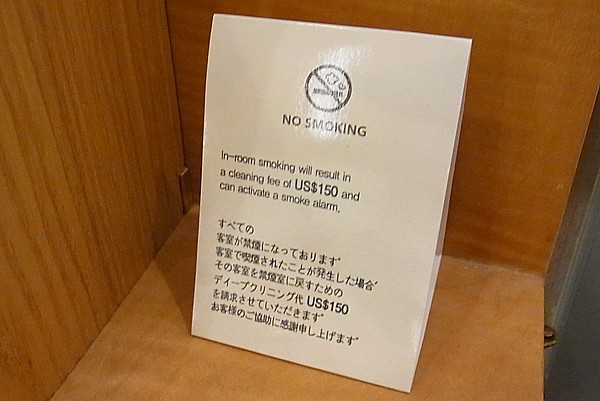 NO SMOKING
In-room smoking will result in
a cleaning fee of US$150 and
can activate a smoke alarm.
すべての
客室が禁煙になっております。
客室で喫煙されたことが発生した場合、
その客室を禁煙室に戻すための
ディープクリニング代 US$150
を請求させていただきます。
お客様のご協助に感謝申し上げます。